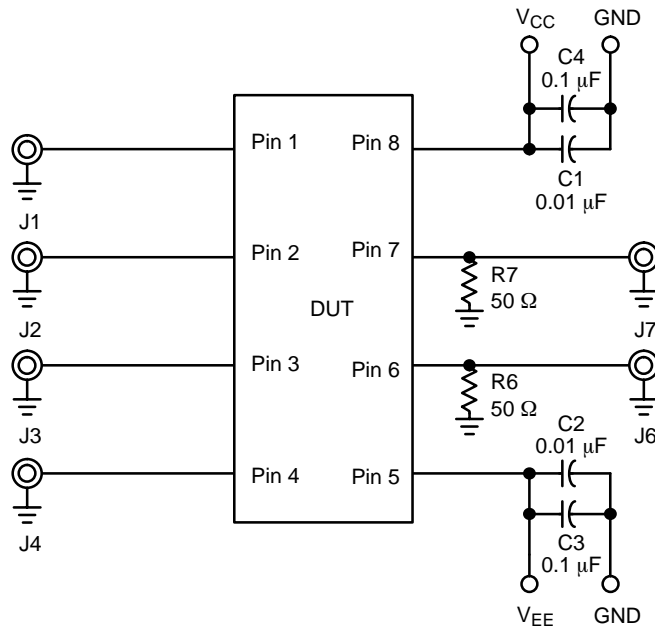 V_CC GND
C4
0.1 μF
Pin 1 Pin 8
C1
0.01 μF
J1
Pin 2 Pin 7
R7
50 Ω
DUT
J2 J7
Pin 3 Pin 6
R6
50 Ω
J3 J6
C2
0.01 μF
Pin 4 Pin 5
J4
C3
0.1 μF
V_EE GND